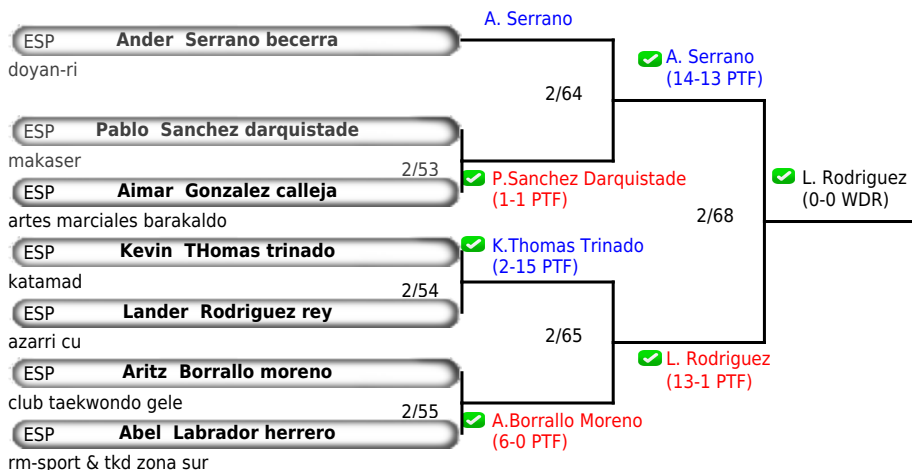 A. Serrano
ESP Ander Serrano becerra
doyan-ri
A. Serrano
(14-13 PTF)
2/64
ESP Pablo Sanchez darquistade
makaser
2/53
ESP Aimar Gonzalez calleja
artes marciales barakaldo
P.Sanchez Darquistade
(1-1 PTF)
L. Rodriguez
(0-0 WDR)
2/68
ESP Kevin THomas trinado
katamad
K.Thomas Trinado
(2-15 PTF)
2/54
ESP Lander Rodriguez rey
azarri cu
2/65
ESP Aritz Borrallo moreno
club taekwondo gele
L. Rodriguez
(13-1 PTF)
2/55
ESP Abel Labrador herrero
rm-sport & tkd zona sur
A.Borrallo Moreno
(6-0 PTF)